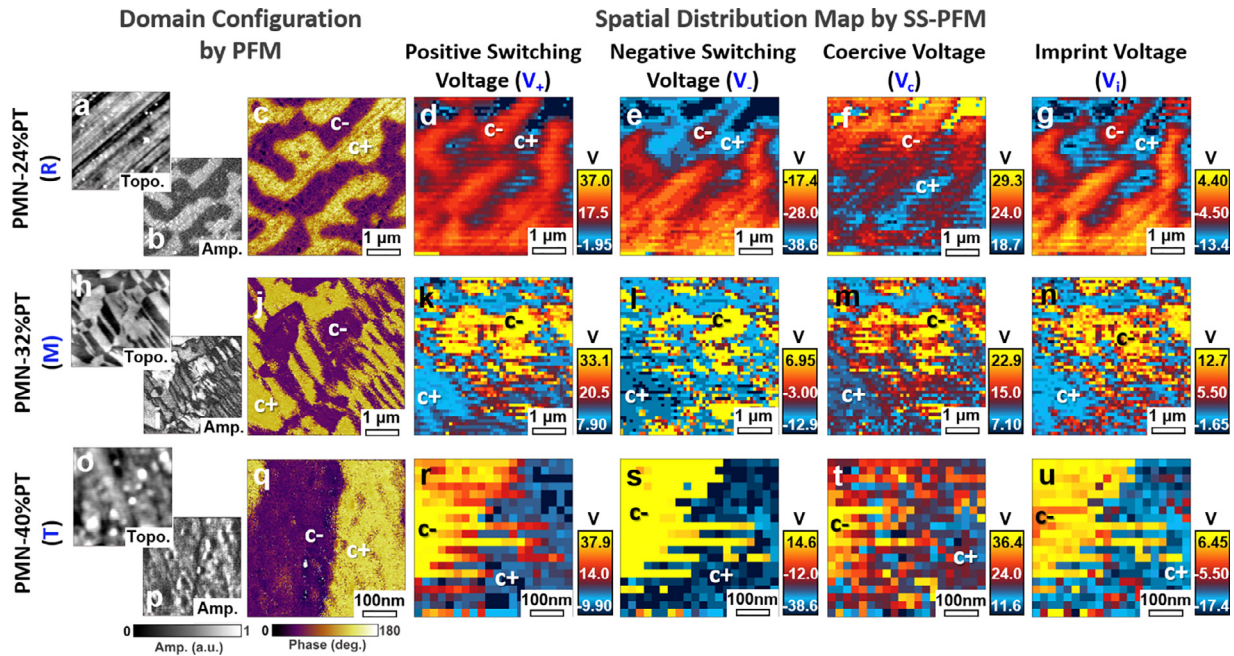 Domain Configuration
by PFM
Spatial Distribution Map by SS-PFM
Positive Switching
Voltage (V+)
Negative Switching
Voltage (V-)
Coercive Voltage
(Vc)
Imprint Voltage
(Vi)
PMN-24%PT
(R)
a
Topo.
b
Amp.
c
c-
c+
1 μm
d
c-
c+
1 μm
V
37.0
17.5
-1.95
e
c-
c+
1 μm
V
-17.4
-28.0
-38.6
f
c-
c+
1 μm
V
29.3
24.0
18.7
g
c-
c+
1 μm
V
4.40
-4.50
-13.4
PMN-32%PT
(M)
h
Topo.
i
Amp.
j
c-
c+
1 μm
k
c-
c+
1 μm
V
33.1
20.5
7.90
l
c-
c+
1 μm
V
6.95
-3.00
-12.9
m
c-
c+
1 μm
V
22.9
15.0
7.10
n
c-
c+
1 μm
V
12.7
5.50
-1.65
PMN-40%PT
(T)
o
Topo.
p
Amp.
q
c-
c+
100nm
r
c-
c+
100nm
V
37.9
14.0
-9.90
s
c-
c+
100nm
V
14.6
-12.0
-38.6
t
c-
c+
100nm
V
36.4
24.0
11.6
u
c-
c+
100nm
V
6.45
-5.50
-17.4
0 1
Amp. (a.u.)
0 180
Phase (deg.)